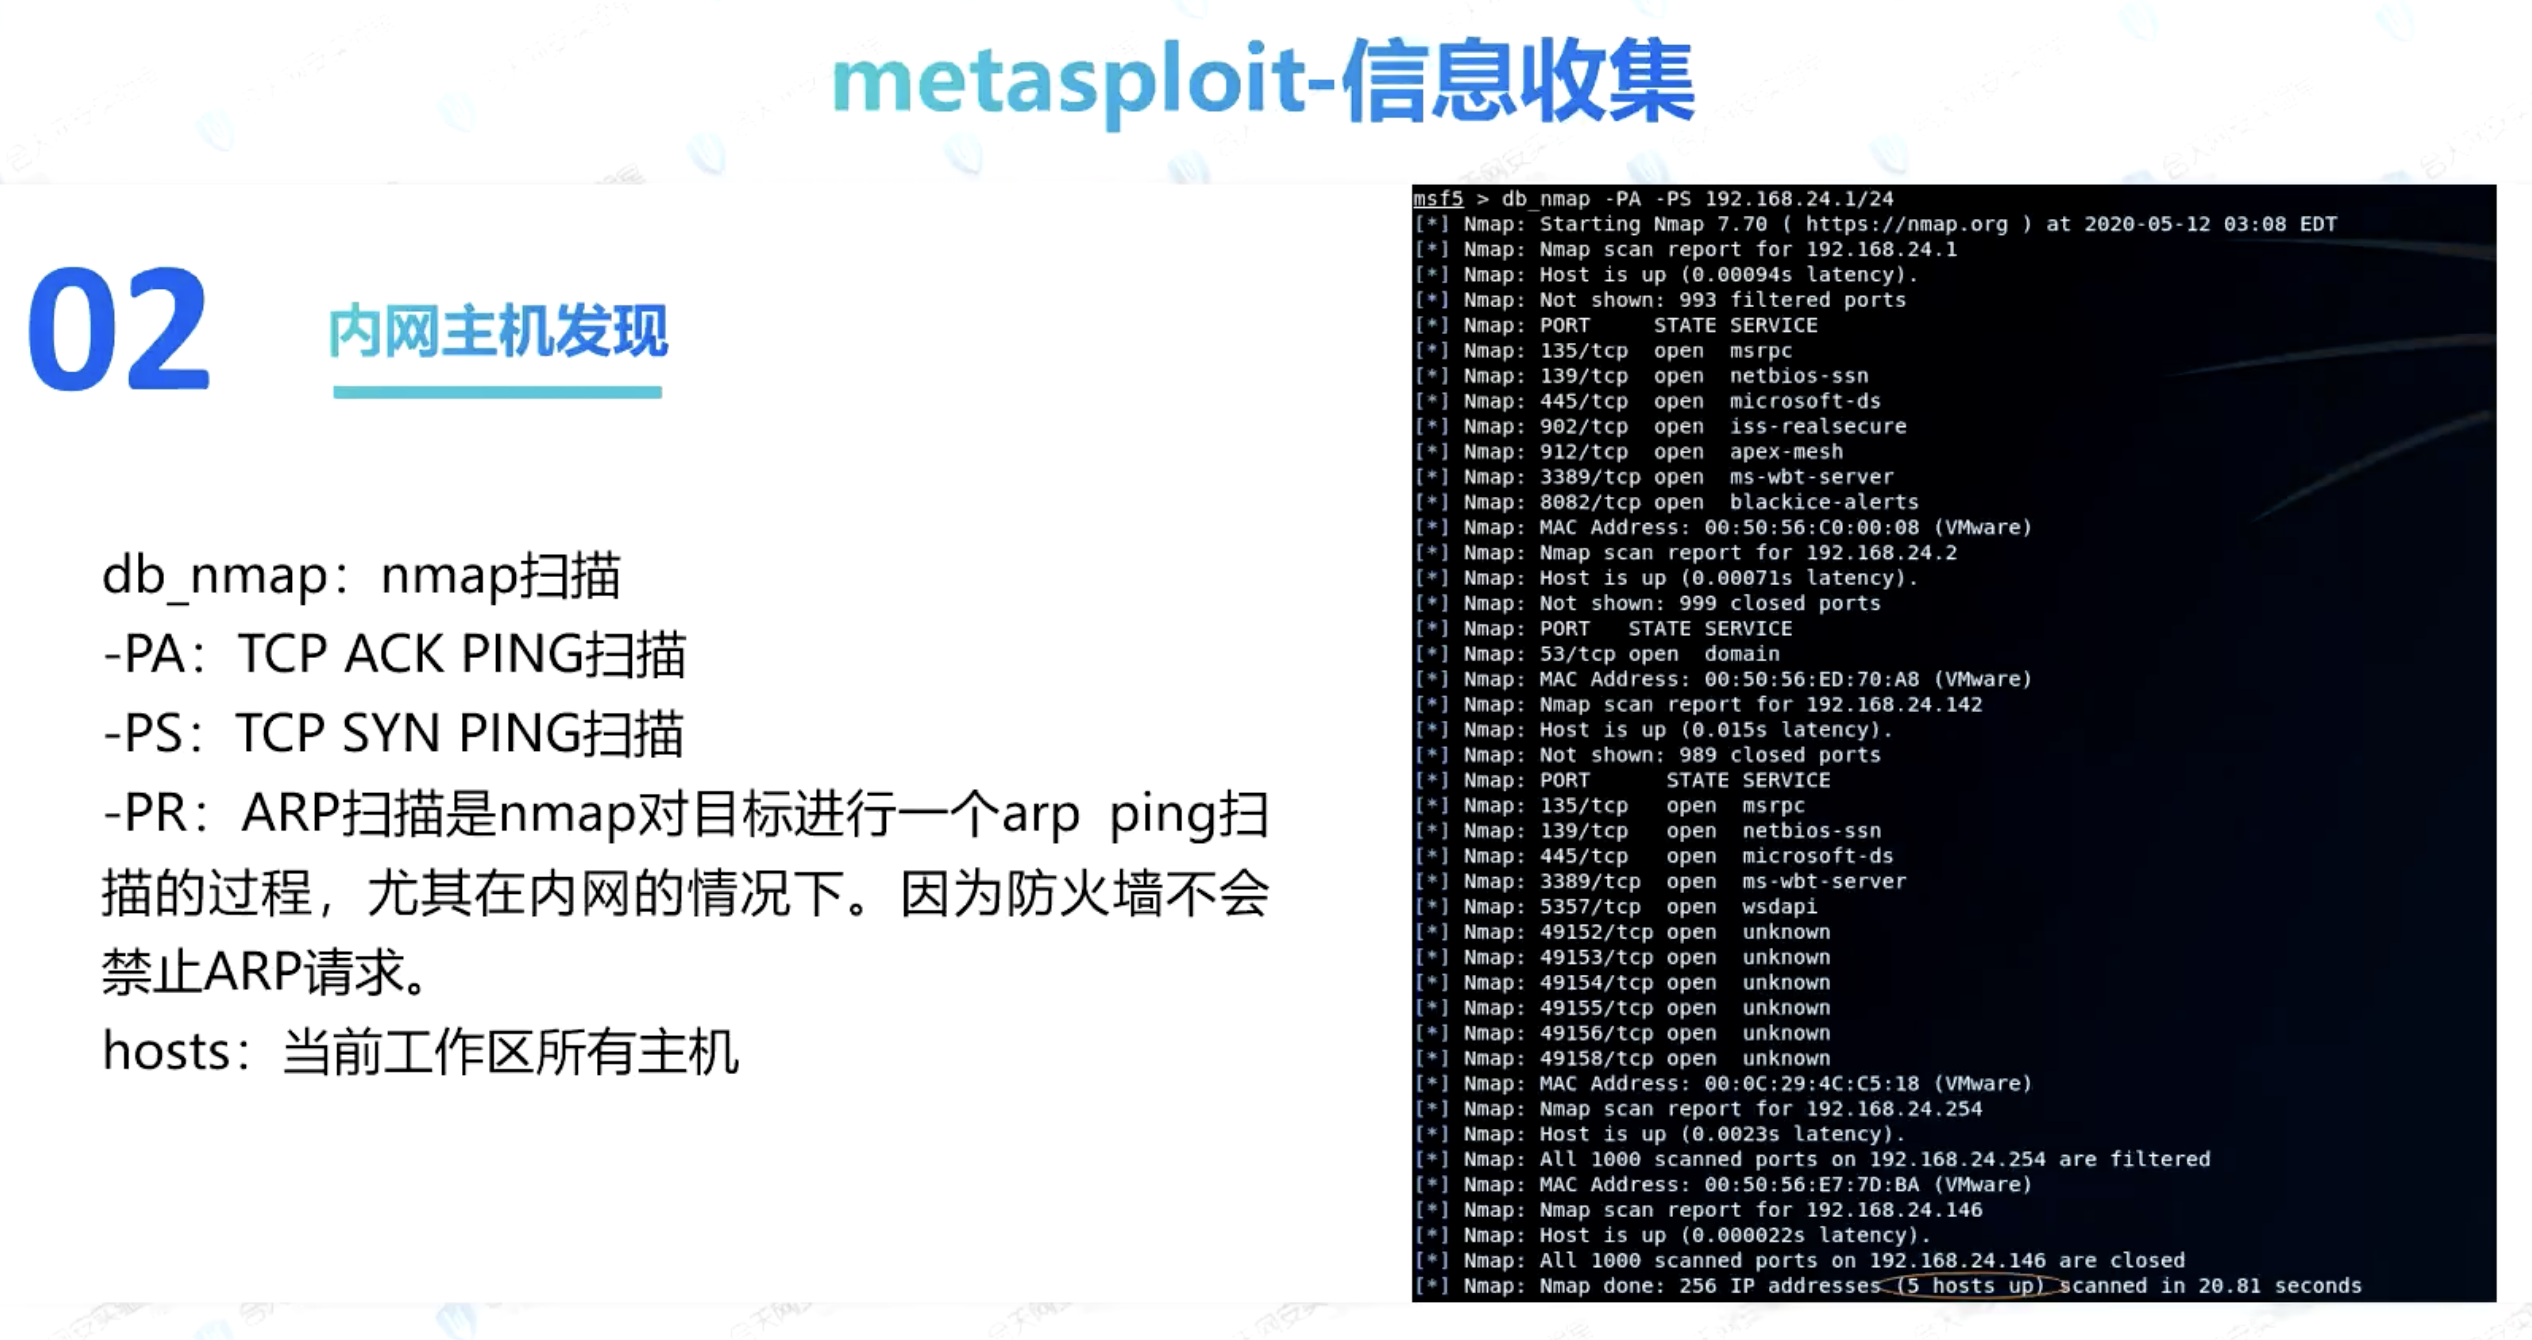 metasploit-信息收集
02
内网主机发现
db_nmap：nmap扫描
-PA：TCP ACK PING扫描
-PS：TCP SYN PING扫描
-PR：ARP扫描是nmap对目标进行一个arp ping扫
描的过程，尤其在内网的情况下。因为防火墙不会
禁止ARP请求。
hosts：当前工作区所有主机
msf5 > db_nmap -PA -PS 192.168.24.1/24
[*] Nmap: Starting Nmap 7.70 ( https://nmap.org ) at 2020-05-12 03:08 EDT
[*] Nmap: Nmap scan report for 192.168.24.1
[*] Nmap: Host is up (0.00094s latency).
[*] Nmap: Not shown: 993 filtered ports
[*] Nmap: PORT     STATE SERVICE
[*] Nmap: 135/tcp  open  msrpc
[*] Nmap: 139/tcp  open  netbios-ssn
[*] Nmap: 445/tcp  open  microsoft-ds
[*] Nmap: 902/tcp  open  iss-realsecure
[*] Nmap: 912/tcp  open  apex-mesh
[*] Nmap: 3389/tcp open  ms-wbt-server
[*] Nmap: 8082/tcp open  blackice-alerts
[*] Nmap: MAC Address: 00:50:56:C0:00:08 (VMware)
[*] Nmap: Nmap scan report for 192.168.24.2
[*] Nmap: Host is up (0.00071s latency).
[*] Nmap: Not shown: 999 closed ports
[*] Nmap: PORT   STATE SERVICE
[*] Nmap: 53/tcp open  domain
[*] Nmap: MAC Address: 00:50:56:ED:70:A8 (VMware)
[*] Nmap: Nmap scan report for 192.168.24.142
[*] Nmap: Host is up (0.015s latency).
[*] Nmap: Not shown: 989 closed ports
[*] Nmap: PORT      STATE SERVICE
[*] Nmap: 135/tcp   open  msrpc
[*] Nmap: 139/tcp   open  netbios-ssn
[*] Nmap: 445/tcp   open  microsoft-ds
[*] Nmap: 3389/tcp  open  ms-wbt-server
[*] Nmap: 5357/tcp  open  wsdapi
[*] Nmap: 49152/tcp open  unknown
[*] Nmap: 49153/tcp open  unknown
[*] Nmap: 49154/tcp open  unknown
[*] Nmap: 49155/tcp open  unknown
[*] Nmap: 49156/tcp open  unknown
[*] Nmap: 49158/tcp open  unknown
[*] Nmap: MAC Address: 00:0C:29:4C:C5:18 (VMware)
[*] Nmap: Nmap scan report for 192.168.24.254
[*] Nmap: Host is up (0.0023s latency).
[*] Nmap: All 1000 scanned ports on 192.168.24.254 are filtered
[*] Nmap: MAC Address: 00:50:56:E7:7D:BA (VMware)
[*] Nmap: Nmap scan report for 192.168.24.146
[*] Nmap: Host is up (0.000022s latency).
[*] Nmap: All 1000 scanned ports on 192.168.24.146 are closed
[*] Nmap: Nmap done: 256 IP addresses (5 hosts up) scanned in 20.81 seconds